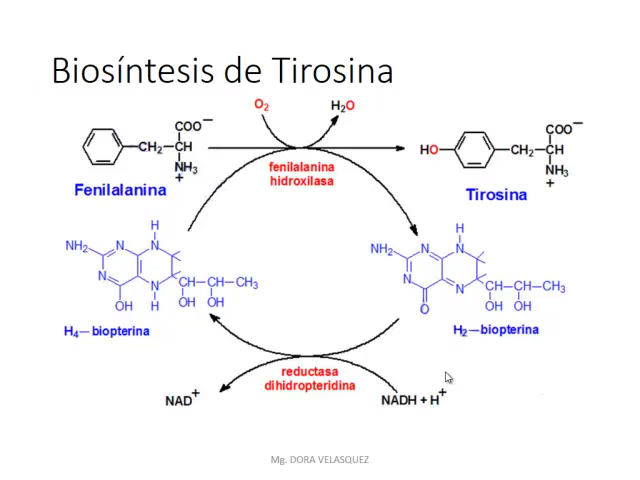 Biosíntesis de Tirosina
O₂
H₂O
COO⁻
CH₂—CH
NH₃
+
Fenilalanina
fenilalanina
hidroxilasa
COO⁻
HO
CH₂—CH
NH₃
+
Tirosina
H
NH₂
N
N
N
CH—CH—CH₃
N
OH
H
OH
OH
H₄—biopterina
H
NH₂
N
N
N
CH—CH—CH₃
N
O
OH
OH
H₂—biopterina
reductasa
dihidropteridina
NAD⁺
NADH + H⁺
Mg. DORA VELASQUEZ